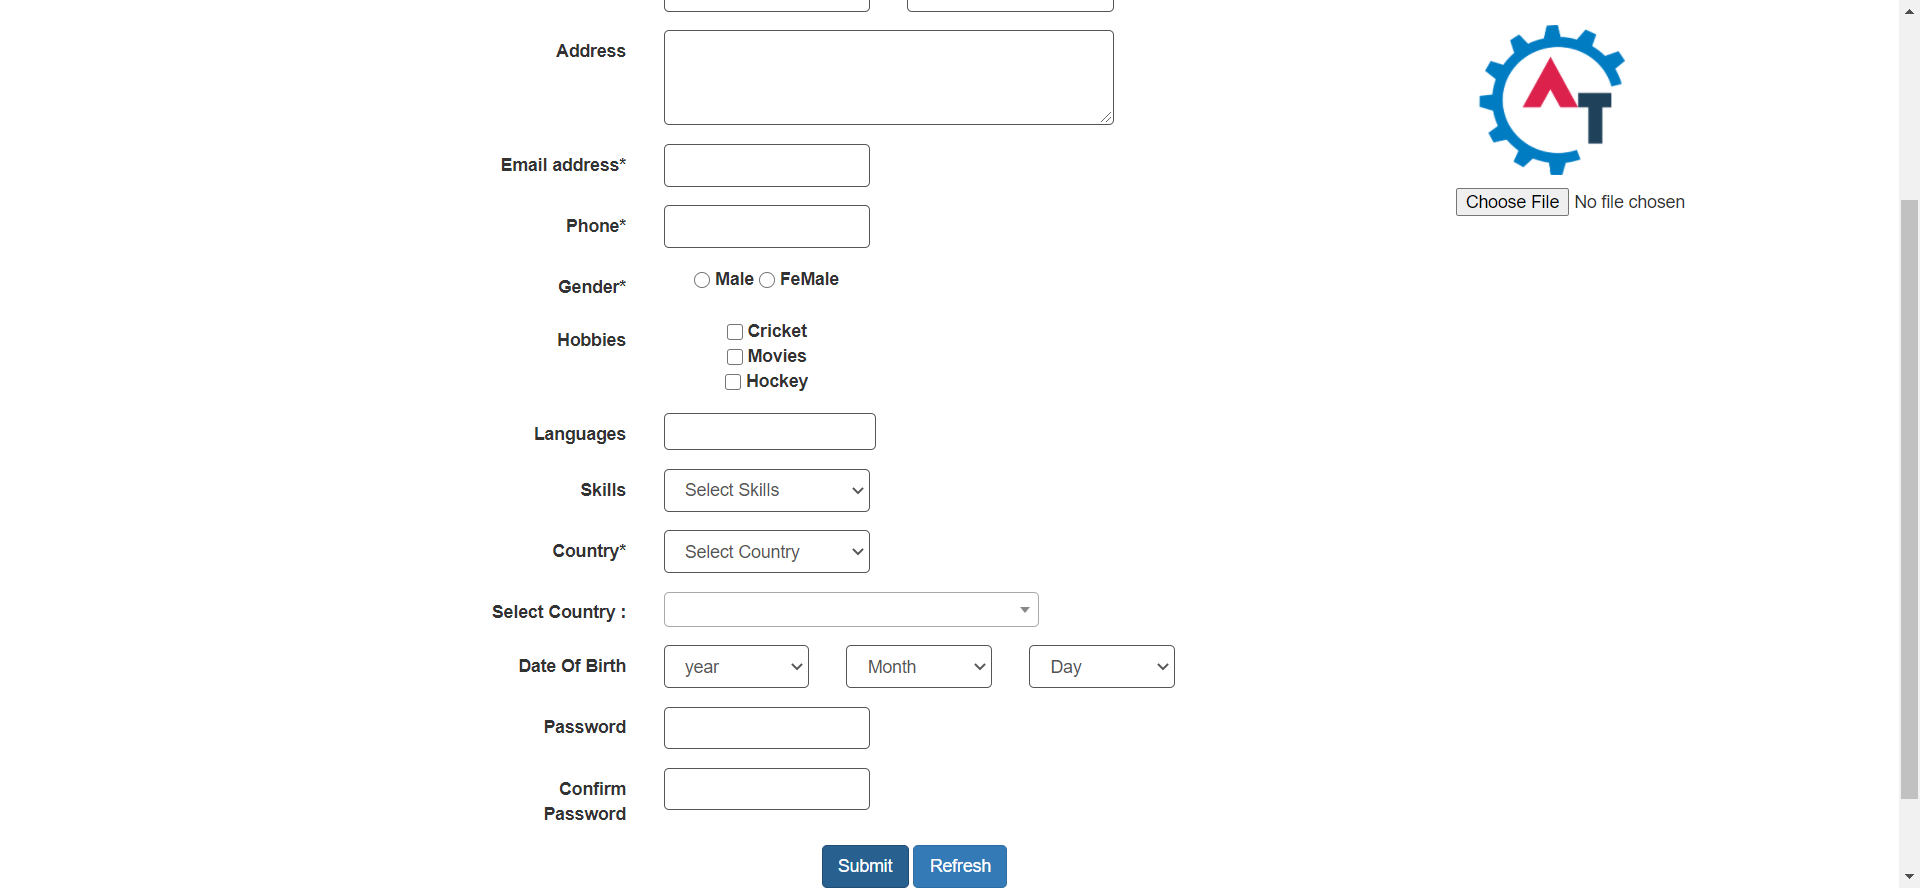 Address
AT
Email address*
Choose File No file chosen
Phone*
Gender* Male FeMale
Hobbies Cricket
Movies
Hockey
Languages
Skills Select Skills
Country* Select Country
Select Country :
Date Of Birth year Month Day
Password
Confirm
Password
Submit Refresh